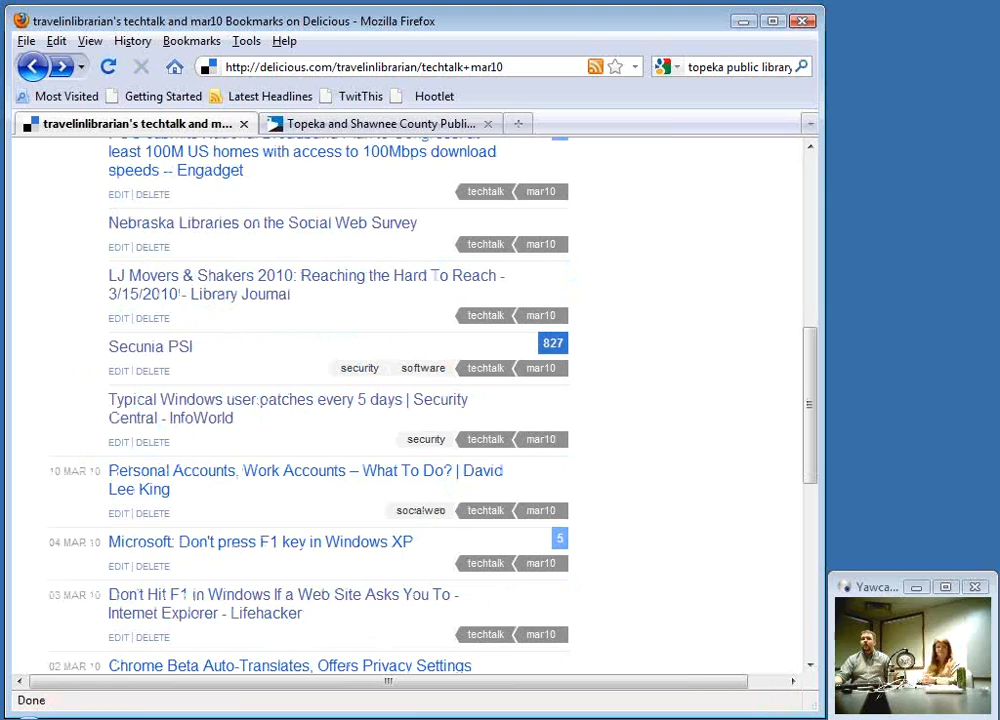 travelinlibrarian's techtalk and mar10 Bookmarks on Delicious - Mozilla Firefox
File Edit View History Bookmarks Tools Help
http://delicious.com/travelinlibrarian/techtalk+mar10
topeka public library
Most Visited Getting Started Latest Headlines TwitThis Hootlet
travelinlibrarian's techtalk and m...
Topeka and Shawnee County Publi...
least 100M US homes with access to 100Mbps download
speeds -- Engadget
EDIT | DELETE techtalk mar10
Nebraska Libraries on the Social Web Survey
EDIT | DELETE techtalk mar10
LJ Movers & Shakers 2010: Reaching the Hard To Reach -
3/15/2010 - Library Journal
EDIT | DELETE techtalk mar10
Secunia PSI 827
EDIT | DELETE security software techtalk mar10
Typical Windows user patches every 5 days | Security
Central - InfoWorld
EDIT | DELETE security techtalk mar10
10 MAR 10 Personal Accounts, Work Accounts – What To Do? | David
Lee King
EDIT | DELETE socialweb techtalk mar10
04 MAR 10 Microsoft: Don't press F1 key in Windows XP 5
EDIT | DELETE techtalk mar10
03 MAR 10 Don't Hit F1 in Windows If a Web Site Asks You To -
Internet Explorer - Lifehacker
EDIT | DELETE techtalk mar10
02 MAR 10 Chrome Beta Auto-Translates, Offers Privacy Settings
Done
Yawca...